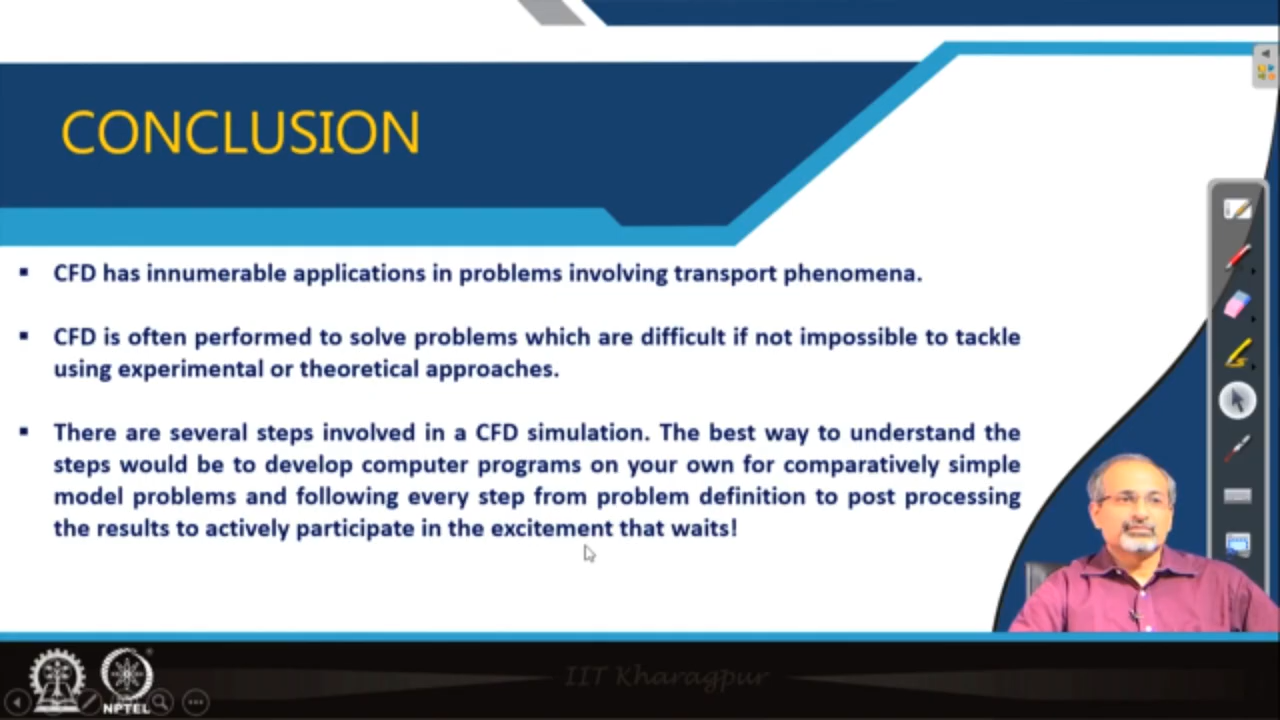 CONCLUSION
▪ CFD has innumerable applications in problems involving transport phenomena.
▪ CFD is often performed to solve problems which are difficult if not impossible to tackle
using experimental or theoretical approaches.
▪ There are several steps involved in a CFD simulation. The best way to understand the
steps would be to develop computer programs on your own for comparatively simple
model problems and following every step from problem definition to post processing
the results to actively participate in the excitement that waits!
IIT Kharagpur
NPTEL